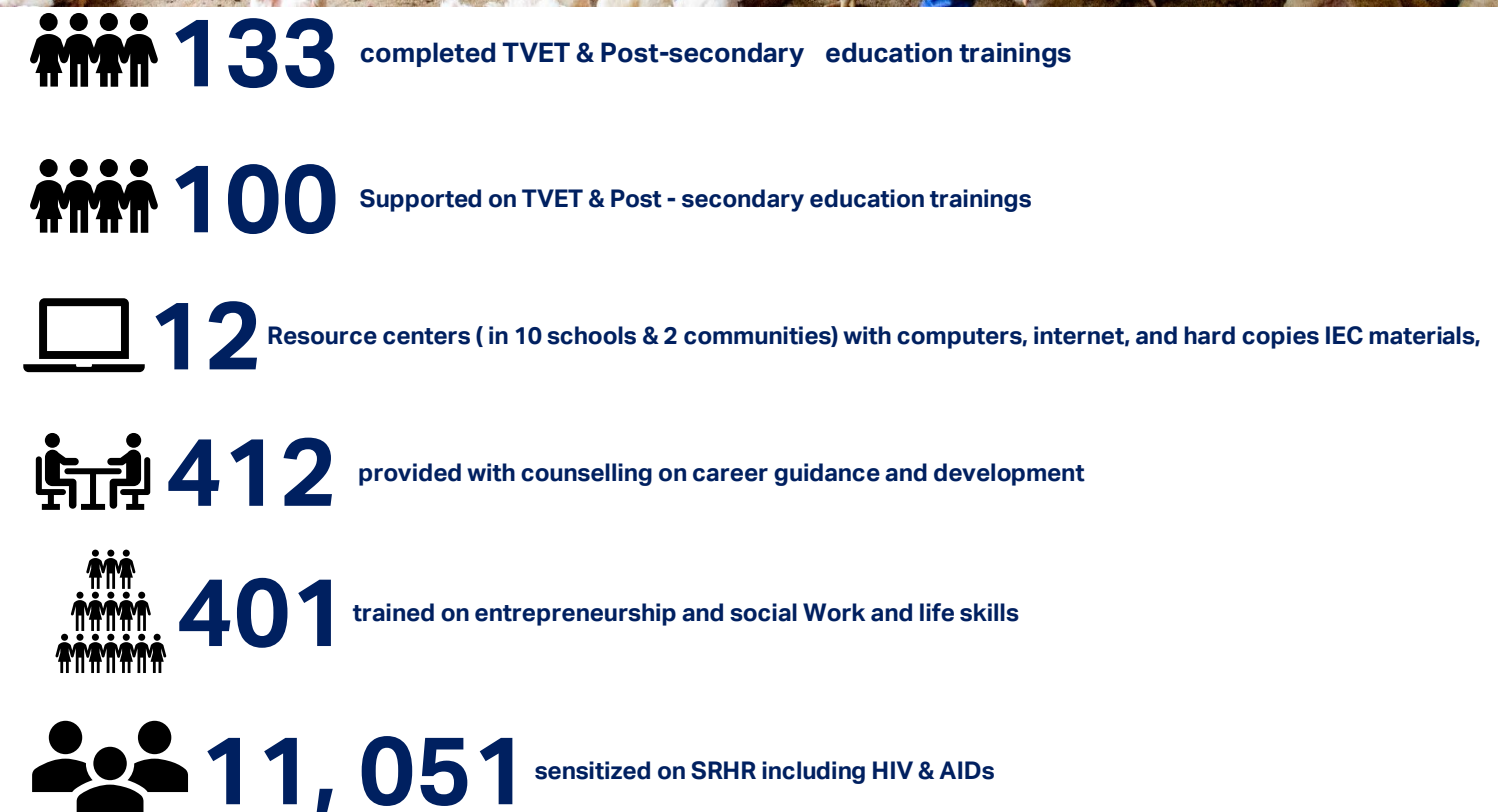 133 completed TVET & Post-secondary education trainings
100 Supported on TVET & Post - secondary education trainings
12 Resource centers ( in 10 schools & 2 communities) with computers, internet, and hard copies IEC materials,
412 provided with counselling on career guidance and development
401 trained on entrepreneurship and social Work and life skills
11, 051 sensitized on SRHR including HIV & AIDs